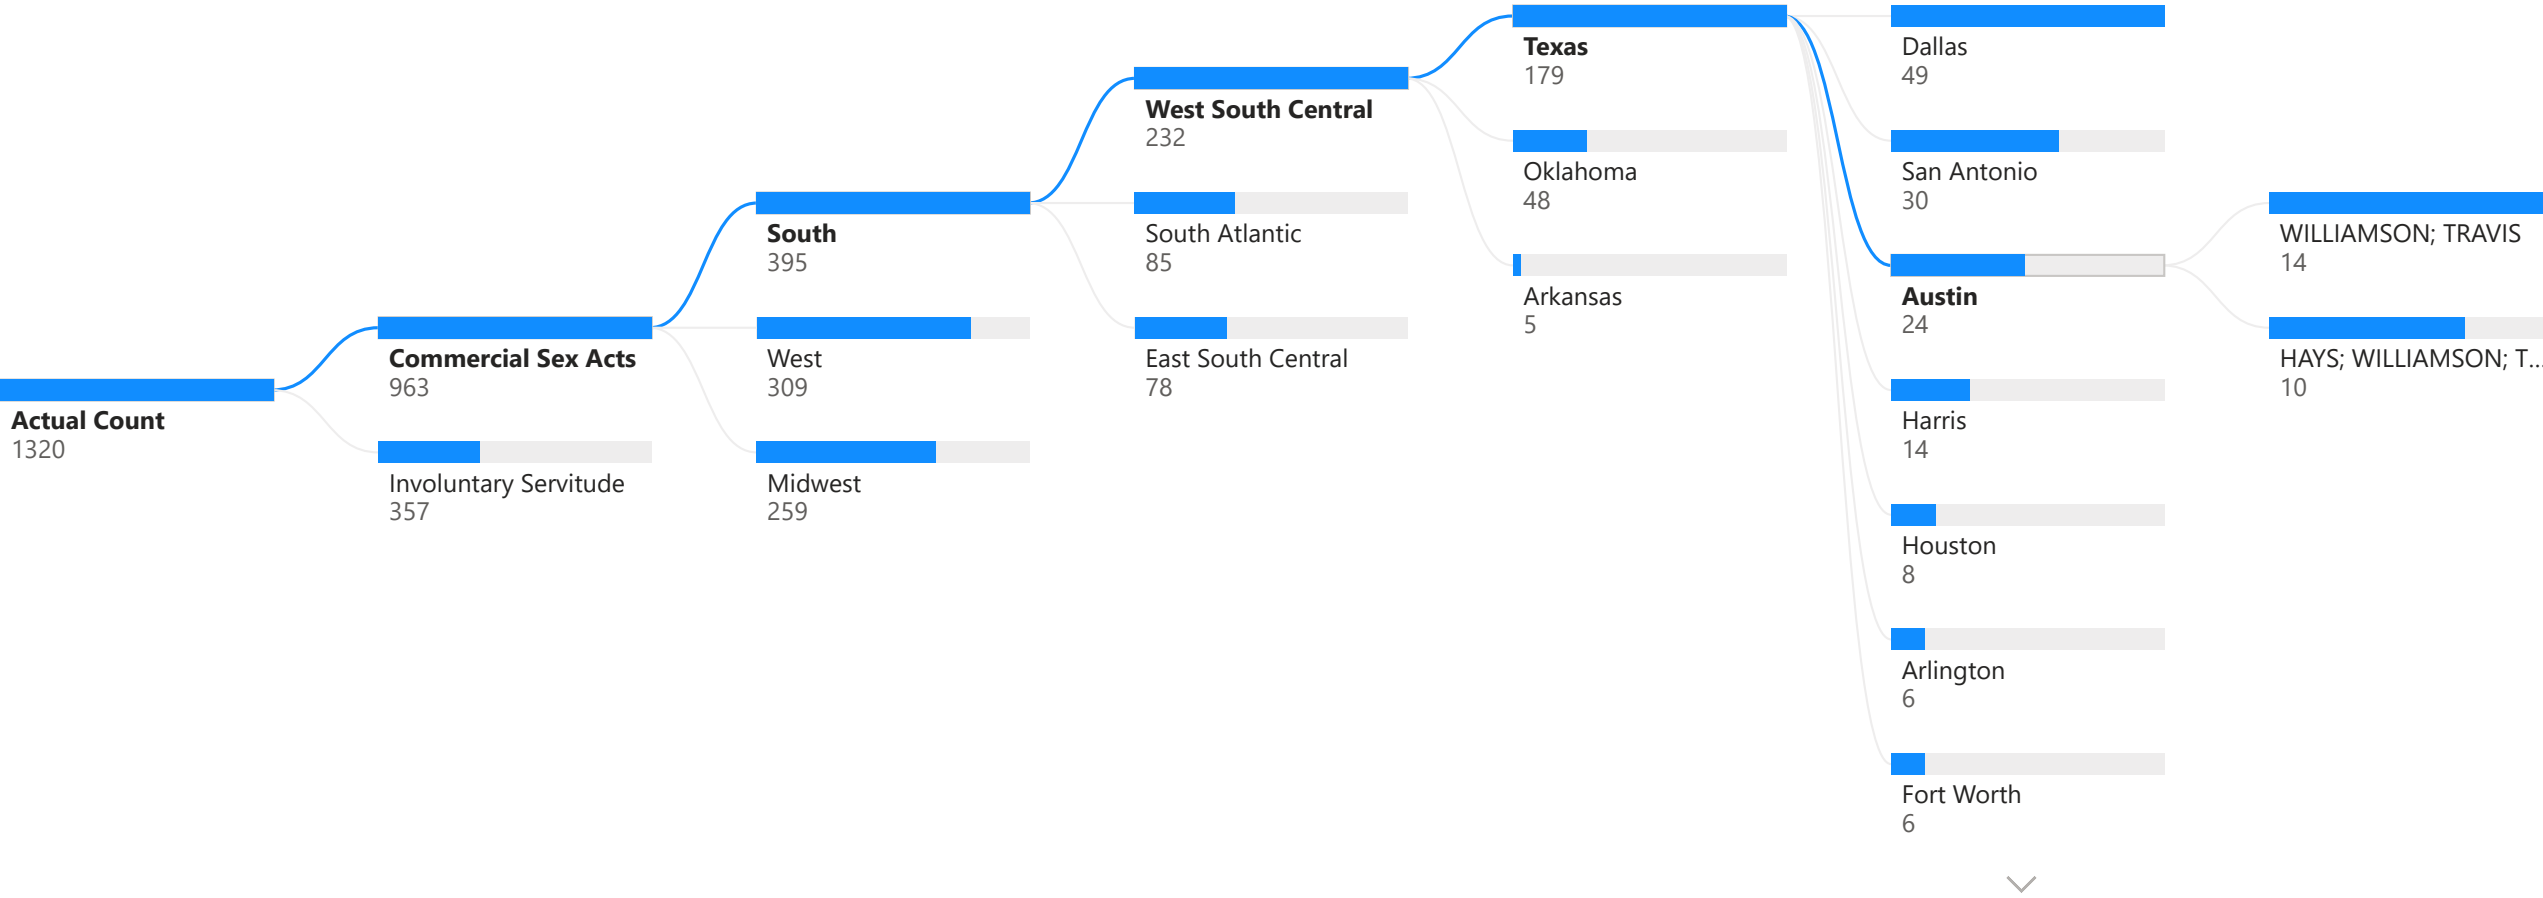 Actual Count
1320
Commercial Sex Acts
963
Involuntary Servitude
357
South
395
West
309
Midwest
259
West South Central
232
South Atlantic
85
East South Central
78
Texas
179
Oklahoma
48
Arkansas
5
Dallas
49
San Antonio
30
Austin
24
Harris
14
Houston
8
Arlington
6
Fort Worth
6
WILLIAMSON; TRAVIS
14
HAYS; WILLIAMSON; T...
10